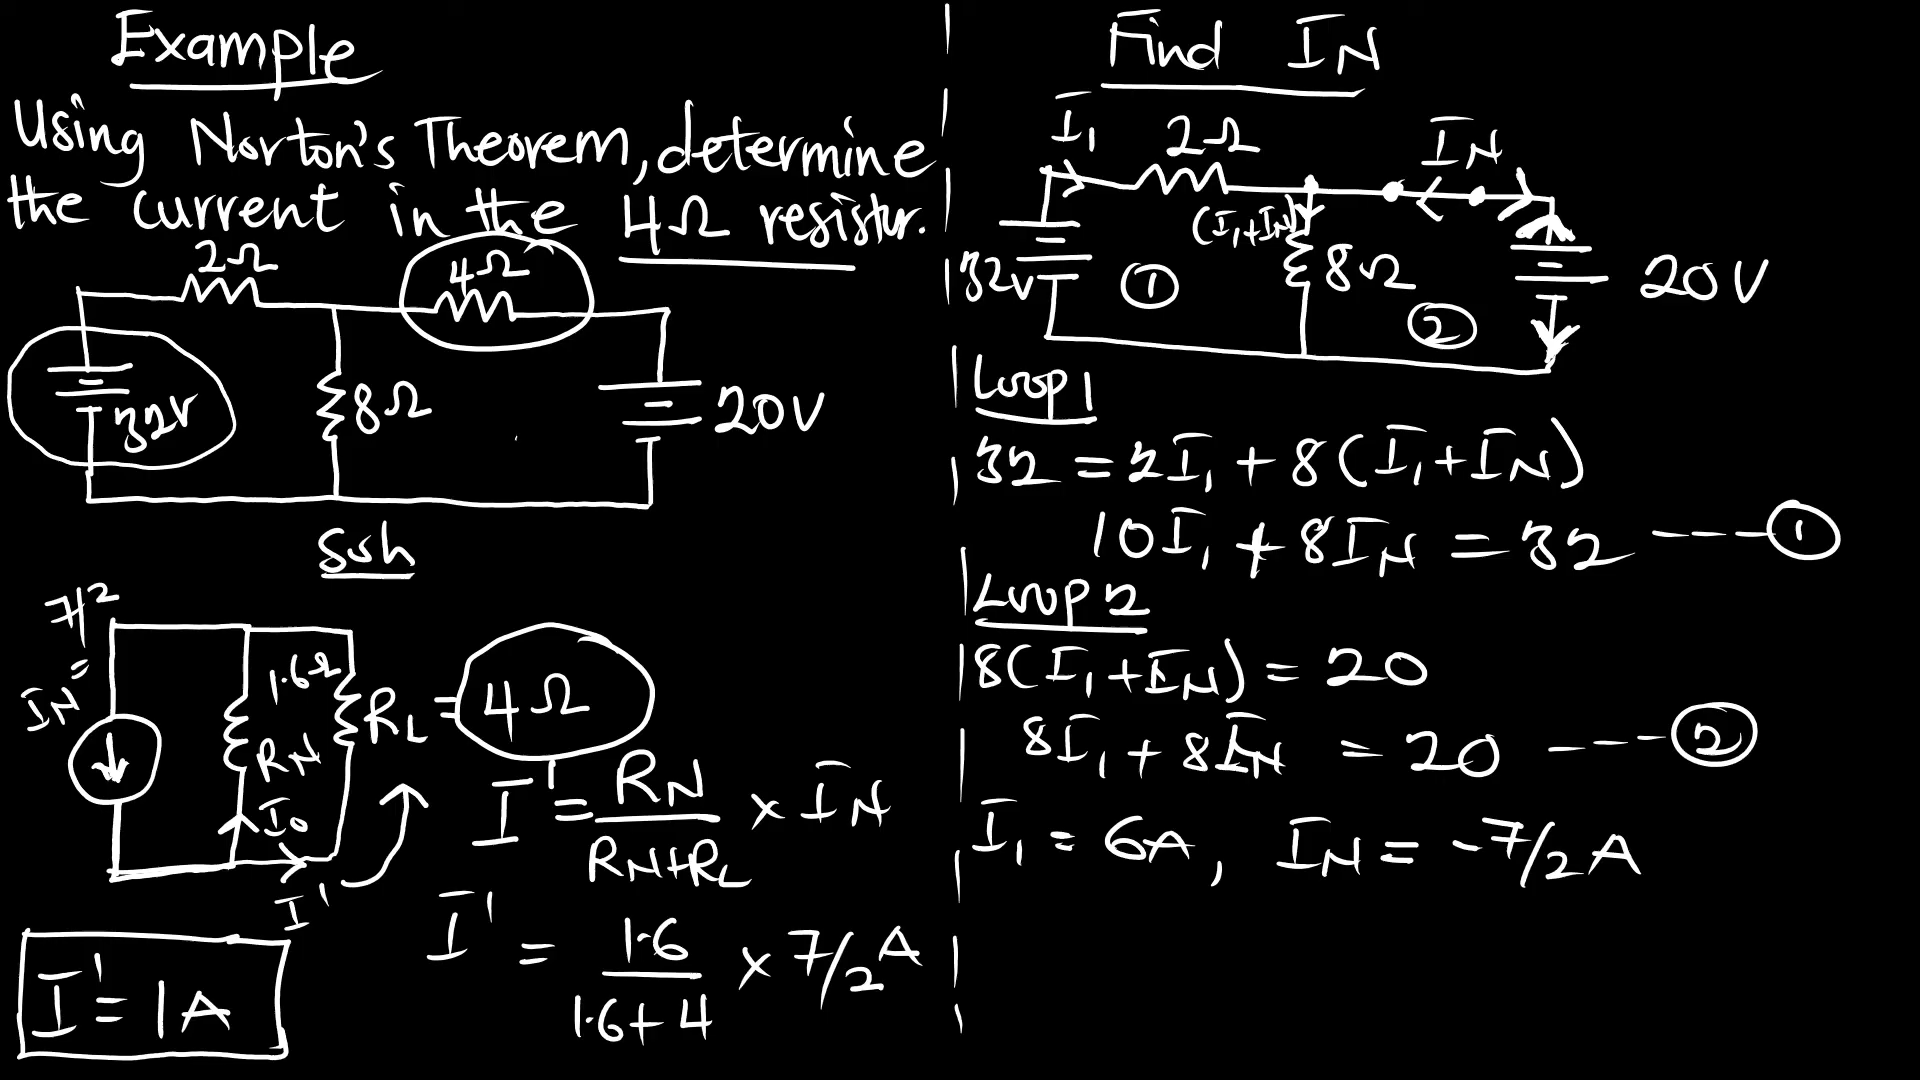 Example
Using Norton's Theorem, determine
the current in the 4Ω resistor.
2Ω
4Ω
32V
8Ω
20V
Soln
7/2
=
IN
1.6Ω
RN
RL = 4Ω
I0
I'
I' = RN / RN+RL × IN
I' = 1.6 / 1.6+4 × 7/2 A
I' = 1A
Find IN
I1
2Ω
IN
(I1+IN)
32V
①
8Ω
②
20V
Loop 1
32 = 2I1 + 8(I1+IN)
10I1 + 8IN = 32 ---- ①
Loop 2
8(I1+IN) = 20
8I1 + 8IN = 20 ---- ②
I1 = 6A, IN = -7/2 A